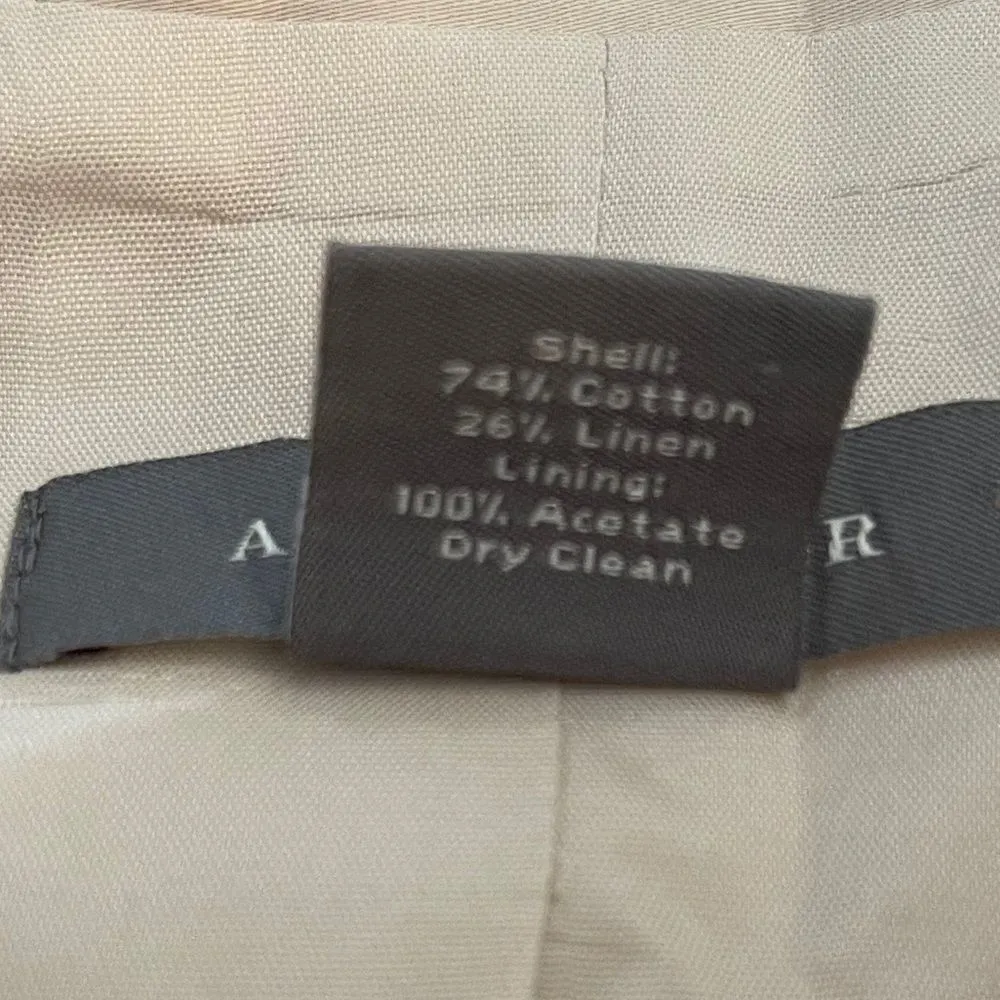 Shell:
74% Cotton
26% Linen
Lining:
100% Acetate
Dry Clean
A R